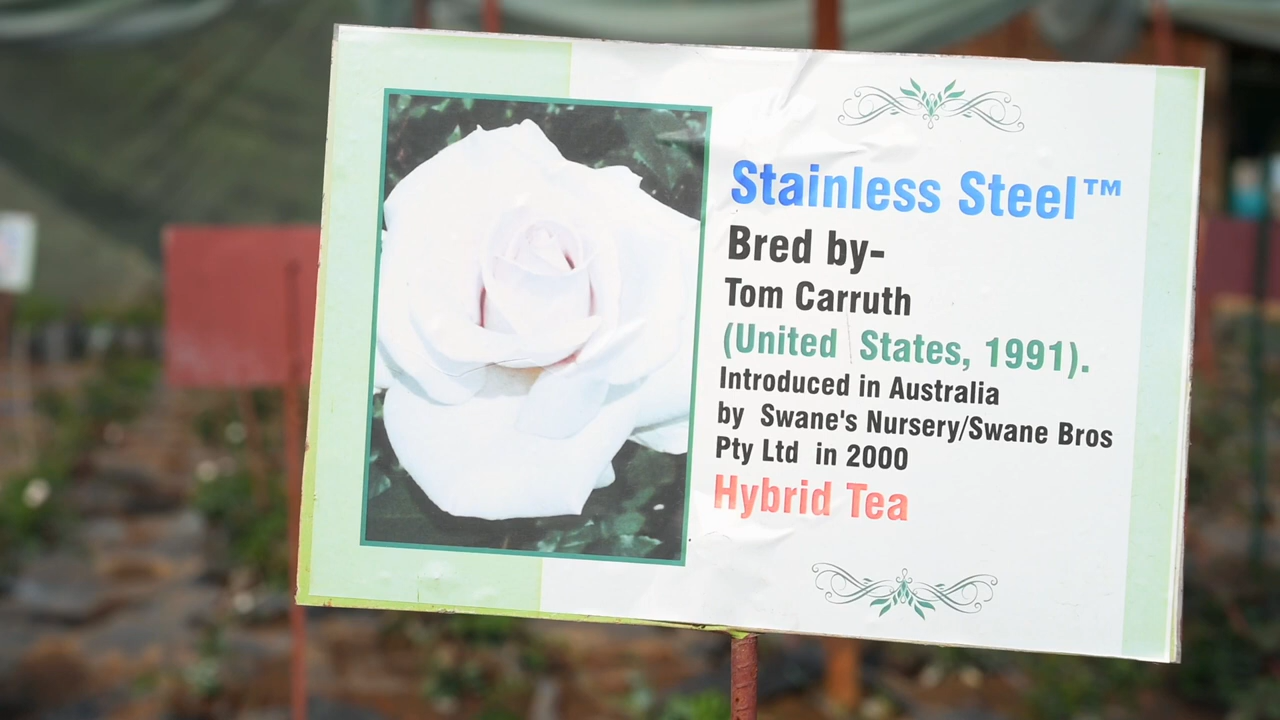 Stainless Steel™
Bred by-
Tom Carruth
(United States, 1991).
Introduced in Australia
by Swane's Nursery/Swane Bros
Pty Ltd in 2000
Hybrid Tea